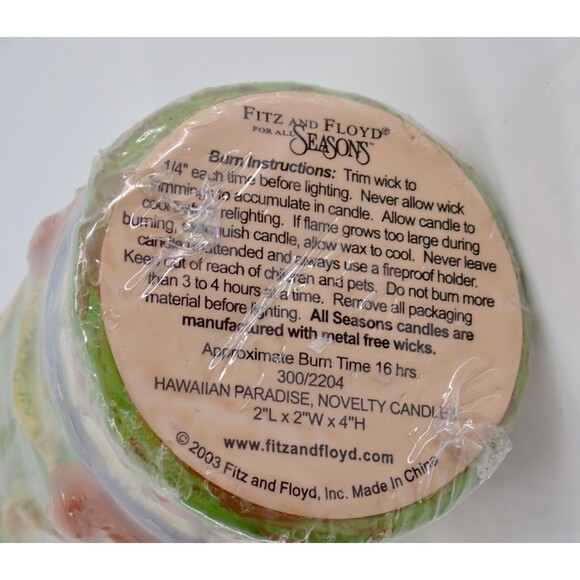 FITZ AND FLOYD®
FOR ALL SEASONS™
Burn Instructions: Trim wick to
1/4" each time before lighting. Never allow wick
trimmings to accumulate in candle. Allow candle to
cool before relighting. If flame grows too large during
burning, extinguish candle, allow wax to cool. Never leave
candle unattended and always use a fireproof holder.
Keep out of reach of children and pets. Do not burn more
than 3 to 4 hours at a time. Remove all packaging
material before lighting. All Seasons candles are
manufactured with metal free wicks.
Approximate Burn Time 16 hrs
300/2204
HAWAIIAN PARADISE, NOVELTY CANDLES
2"L x 2"W x 4"H
www.fitzandfloyd.com
© 2003 Fitz and Floyd, Inc. Made In China